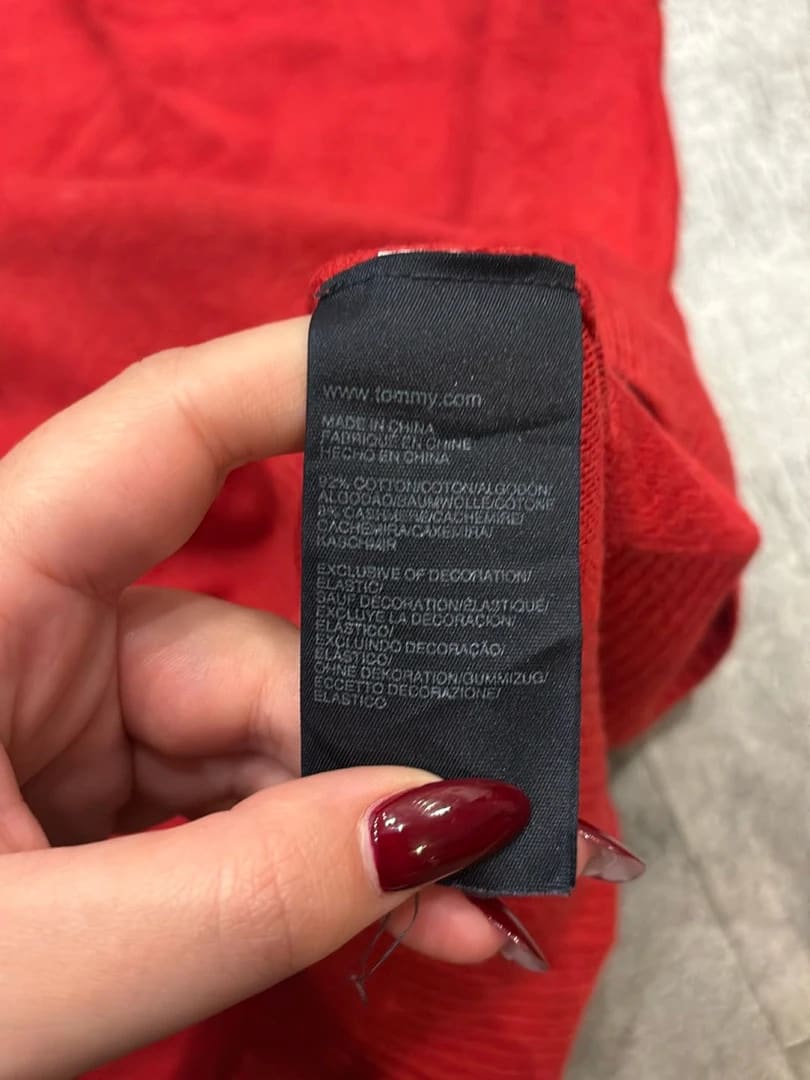 www.tommy.com
MADE IN CHINA
FABRIQUE EN CHINE
HECHO EN CHINA
92% COTTON/COTON/ALGODÓN/
ALGODÃO/BAUMWOLLE/COTONE
8% CASHMERE/CACHEMIRE/
CACHEMIRA/CAXEMIRA/
KASCHMIR
EXCLUSIVE OF DECORATION/
ELASTIC/
SAUF DÉCORATION/ÉLASTIQUE/
EXCLUYE LA DECORACIÓN/
ELÁSTICO/
EXCLUINDO DECORAÇÃO/
ELÁSTICO/
OHNE DEKORATION/GUMMIZUG/
ECCETTO DECORAZIONE/
ELASTICO